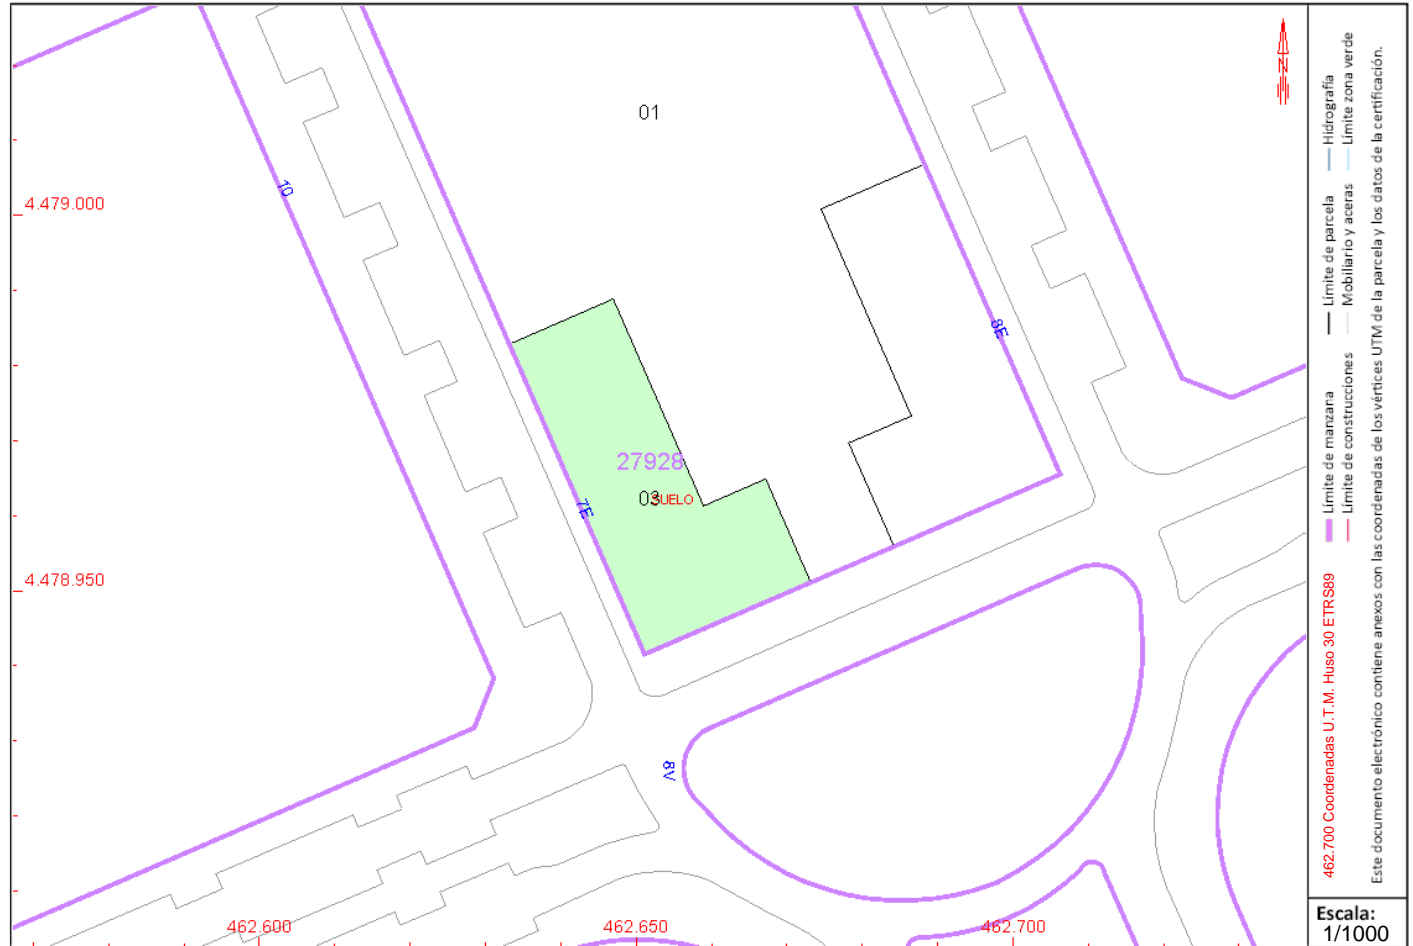 01
N
10
4.479.000
8E
27928
03
SUELO
7E
4.478.950
8V
462.600
462.650
462.700
Hidrografía
Límite zona verde
Límite de parcela
Mobiliario y aceras
Límite de manzana
Límite de construcciones
462.700 Coordenadas U.T.M. Huso 30 ETRS89
Este documento electrónico contiene anexos con las coordenadas de los vértices UTM de la parcela y los datos de la certificación.
Escala:
1/1000